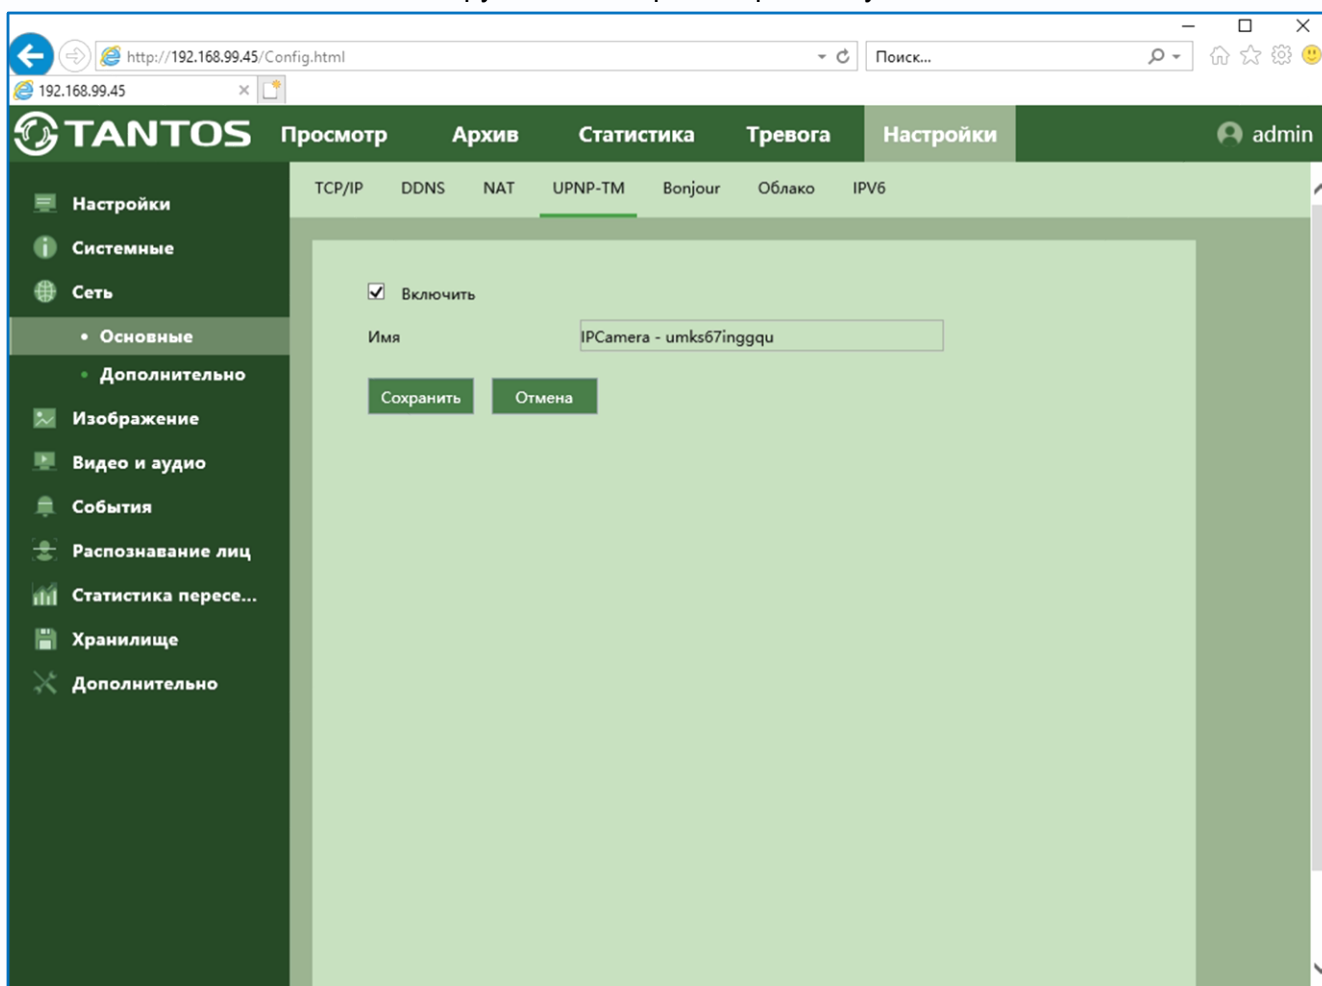 http://192.168.99.45/Config.html
Поиск...
192.168.99.45
TANTOS Просмотр Архив Статистика Тревога Настройки admin
TCP/IP DDNS NAT UPNP-TM Bonjour Облако IPV6
Настройки
Системные
Сеть
Основные
Дополнительно
Изображение
Видео и аудио
События
Распознавание лиц
Статистика пересе...
Хранилище
Дополнительно
Включить
Имя IPCamera - umks67inggqu
Сохранить Отмена